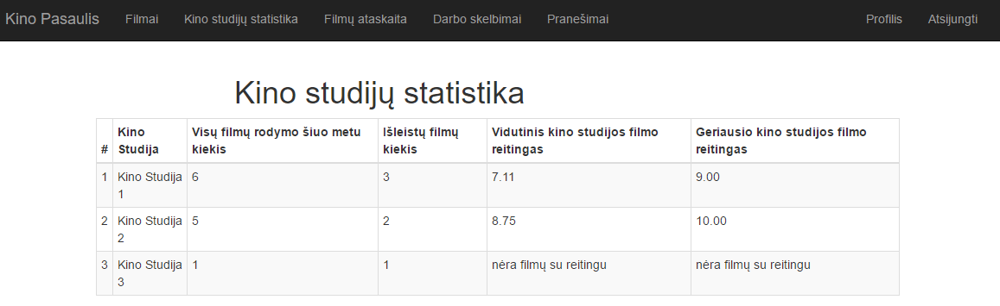 Kino Pasaulis Filmai Kino studijų statistika Filmų ataskaita Darbo skelbimai Pranešimai Profilis Atsijungti
Kino studijų statistika
# Kino Studija Visų filmų rodymo šiuo metu kiekis Išleistų filmų kiekis Vidutinis kino studijos filmo reitingas Geriausio kino studijos filmo reitingas
1 Kino Studija 1 6 3 7.11 9.00
2 Kino Studija 2 5 2 8.75 10.00
3 Kino Studija 3 1 1 nėra filmų su reitingu nėra filmų su reitingu